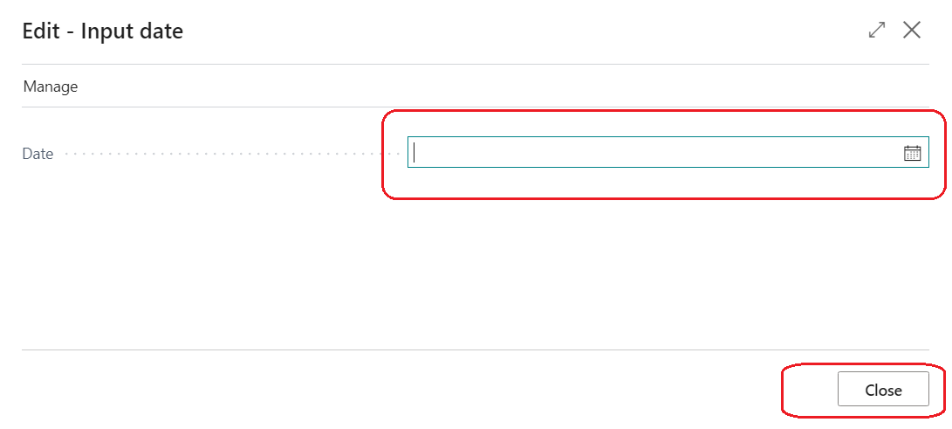 Edit - Input date
Manage
Date
Close